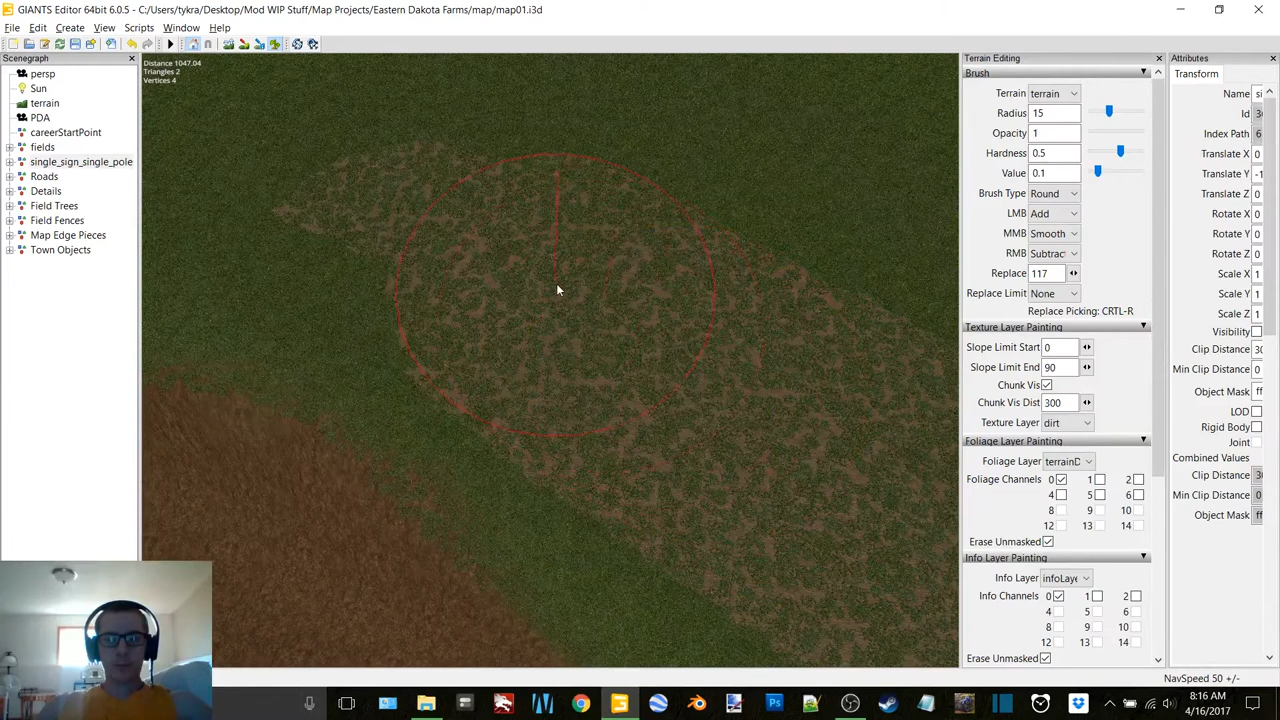 GIANTS Editor 64bit 6.0.5 - C:/Users/tykra/Desktop/Mod WIP Stuff/Map Projects/Eastern Dakota Farms/map/map01.i3d
File Edit Create View Scripts Window Help
Scenegraph
persp
Sun
terrain
PDA
careerStartPoint
fields
single_sign_single_pole
Roads
Details
Field Trees
Field Fences
Map Edge Pieces
Town Objects
Distance 1047.04
Triangles 2
Vertices 4
Terrain Editing
Brush
Terrain terrain
Radius 15
Opacity 1
Hardness 0.5
Value 0.1
Brush Type Round
LMB Add
MMB Smooth
RMB Subtrac
Replace 117
Replace Limit None
Replace Picking: CRTL-R
Texture Layer Painting
Slope Limit Start 0
Slope Limit End 90
Chunk Vis
Chunk Vis Dist 300
Texture Layer dirt
Foliage Layer Painting
Foliage Layer terrainD
Foliage Channels 0 1 2
4 5 6
8 9 10
12 13 14
Erase Unmasked
Info Layer Painting
Info Layer infoLaye
Info Channels 0 1 2
4 5 6
8 9 10
12 13 14
Erase Unmasked
Attributes
Transform
Name si
Id 3
Index Path 6
Translate X 0
Translate Y -1
Translate Z 0
Rotate X 0
Rotate Y 0
Rotate Z 0
Scale X 1
Scale Y 1
Scale Z 1
Visibility
Clip Distance 30
Min Clip Distance 0
Object Mask ff
LOD
Rigid Body
Joint
Combined Values
Clip Distance 30
Min Clip Distance 0
Object Mask ff
NavSpeed 50 +/-
8:16 AM
4/16/2017